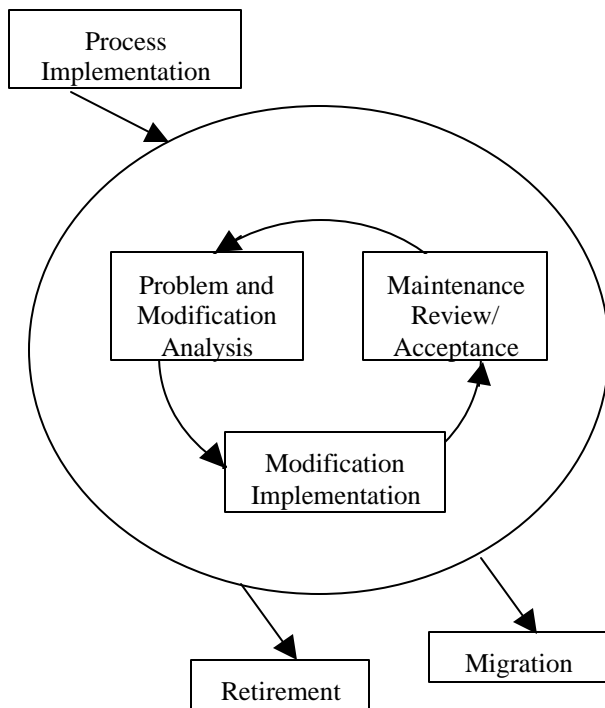 Process
Implementation
Problem and
Modification
Analysis
Maintenance
Review/
Acceptance
Modification
Implementation
Migration
Retirement